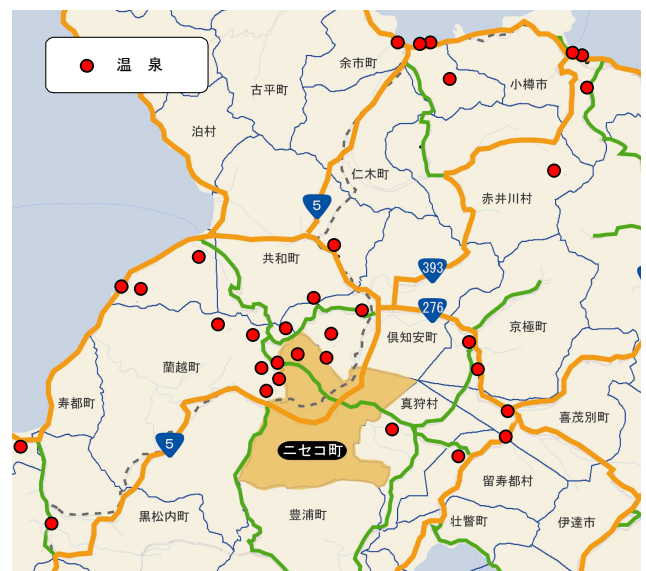 温 泉
余市町
小樽市
古平町
泊村
仁木町
赤井川村
5
共和町
393
276
京極町
倶知安町
蘭越町
真狩村
寿都町
喜茂別町
5
ニセコ町
留寿都村
黒松内町
豊浦町
壮瞥町
伊達市